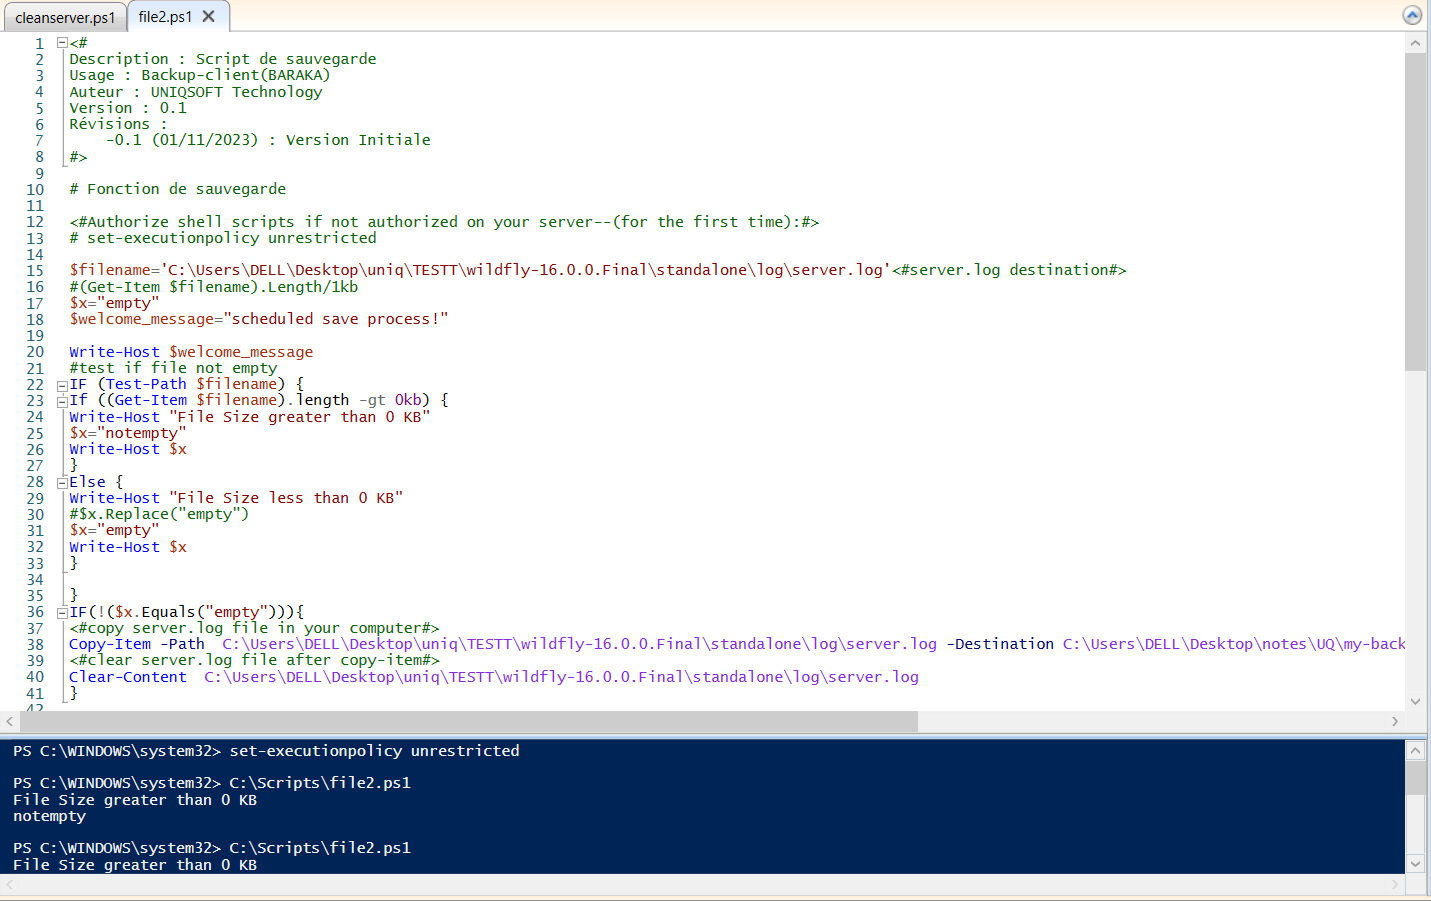 cleanserver.ps1 file2.ps1
1 <#
2 Description : Script de sauvegarde
3 Usage : Backup-client(BARAKA)
4 Auteur : UNIQSOFT Technology
5 Version : 0.1
6 Révisions :
7 -0.1 (01/11/2023) : Version Initiale
8 #>
9
10 # Fonction de sauvegarde
11
12 <#Authorize shell scripts if not authorized on your server--(for the first time):#>
13 # set-executionpolicy unrestricted
14
15 $filename='C:\Users\DELL\Desktop\uniq\TESTT\wildfly-16.0.0.Final\standalone\log\server.log'<#server.log destination#>
16 #(Get-Item $filename).Length/1kb
17 $x="empty"
18 $welcome_message="scheduled save process!"
19
20 Write-Host $welcome_message
21 #test if file not empty
22 IF (Test-Path $filename) {
23 If ((Get-Item $filename).length -gt 0kb) {
24 Write-Host "File Size greater than 0 KB"
25 $x="notempty"
26 Write-Host $x
27 }
28 Else {
29 Write-Host "File Size less than 0 KB"
30 #$x.Replace("empty")
31 $x="empty"
32 Write-Host $x
33 }
34
35 }
36 IF(!($x.Equals("empty"))){
37 <#copy server.log file in your computer#>
38 Copy-Item -Path C:\Users\DELL\Desktop\uniq\TESTT\wildfly-16.0.0.Final\standalone\log\server.log -Destination C:\Users\DELL\Desktop\notes\UQ\my-back
39 <#clear server.log file after copy-item#>
40 Clear-Content C:\Users\DELL\Desktop\uniq\TESTT\wildfly-16.0.0.Final\standalone\log\server.log
41 }
42
PS C:\WINDOWS\system32> set-executionpolicy unrestricted
PS C:\WINDOWS\system32> C:\Scripts\file2.ps1
File Size greater than 0 KB
notempty
PS C:\WINDOWS\system32> C:\Scripts\file2.ps1
File Size greater than 0 KB